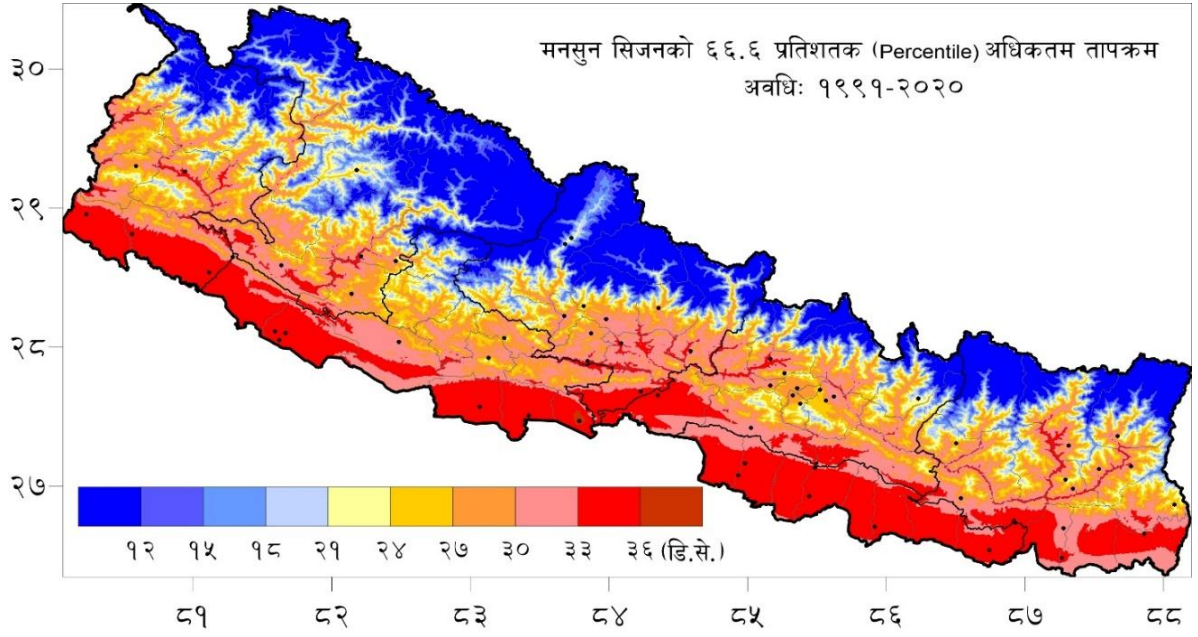 मनसुन सिजनको ६६.६ प्रतिशतक (Percentile) अधिकतम तापक्रम
अवधिः १९९१-२०२०
३०
२९
२८
२७
१२ १५ १८ २१ २४ २७ ३० ३३ ३६ (डि.से.)
८१ ८२ ८३ ८४ ८५ ८६ ८७ ८८